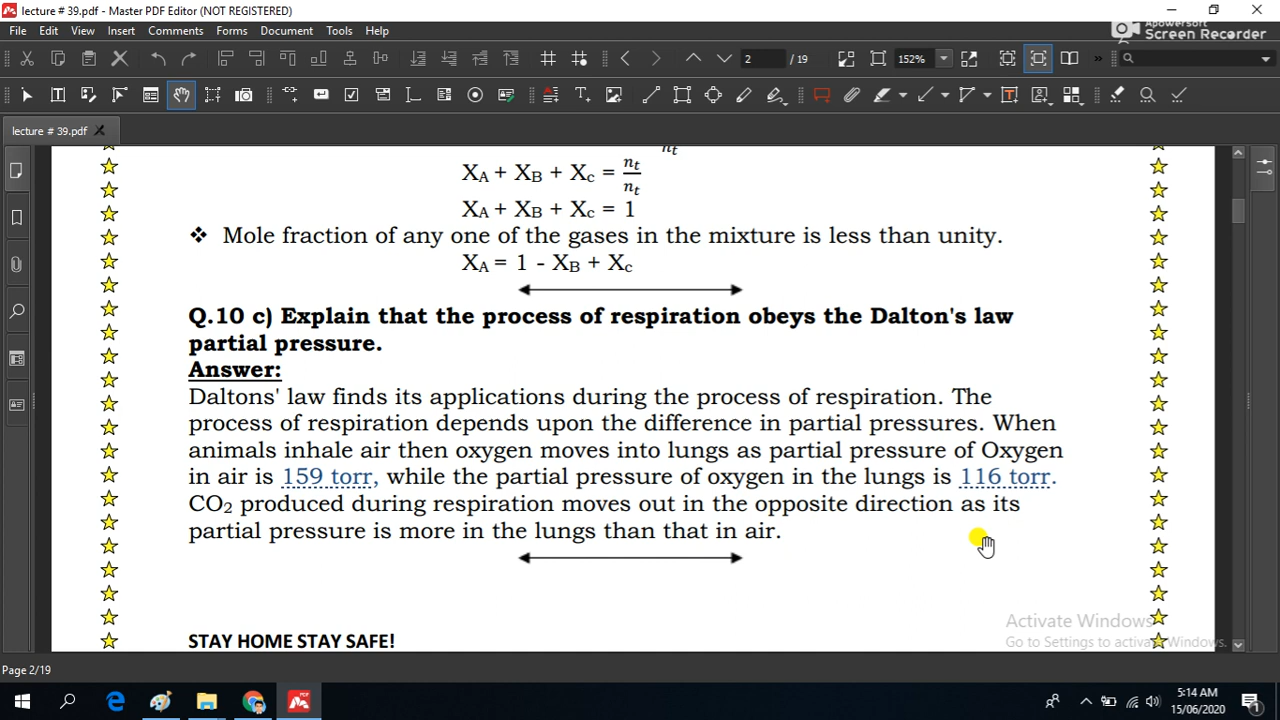 lecture # 39.pdf - Master PDF Editor (NOT REGISTERED)
File Edit View Insert Comments Forms Document Tools Help
Apowersoft
Screen Recorder
2 / 19 152%
lecture # 39.pdf
nt
XA + XB + Xc = nt/nt
XA + XB + Xc = 1
❖ Mole fraction of any one of the gases in the mixture is less than unity.
XA = 1 - XB + Xc
Q.10 c) Explain that the process of respiration obeys the Dalton's law
partial pressure.
Answer:
Daltons' law finds its applications during the process of respiration. The
process of respiration depends upon the difference in partial pressures. When
animals inhale air then oxygen moves into lungs as partial pressure of Oxygen
in air is 159 torr, while the partial pressure of oxygen in the lungs is 116 torr.
CO2 produced during respiration moves out in the opposite direction as its
partial pressure is more in the lungs than that in air.
Activate Windows
Go to Settings to activate Windows.
STAY HOME STAY SAFE!
Page 2/19
5:14 AM
15/06/2020
1